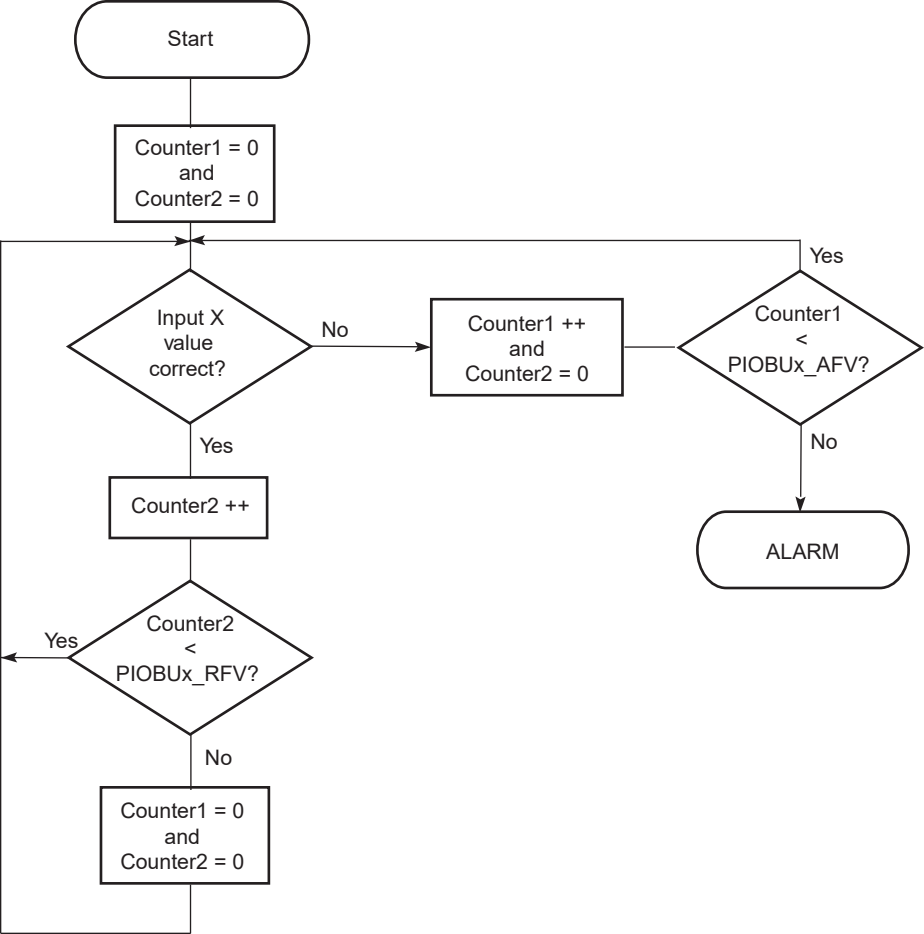 Start
Counter1 = 0
and
Counter2 = 0
Yes
Input X
value
correct?
No
Counter1 ++
and
Counter2 = 0
Counter1
<
PIOBUx_AFV?
Yes
No
Counter2 ++
ALARM
Counter2
<
PIOBUx_RFV?
Yes
No
Counter1 = 0
and
Counter2 = 0